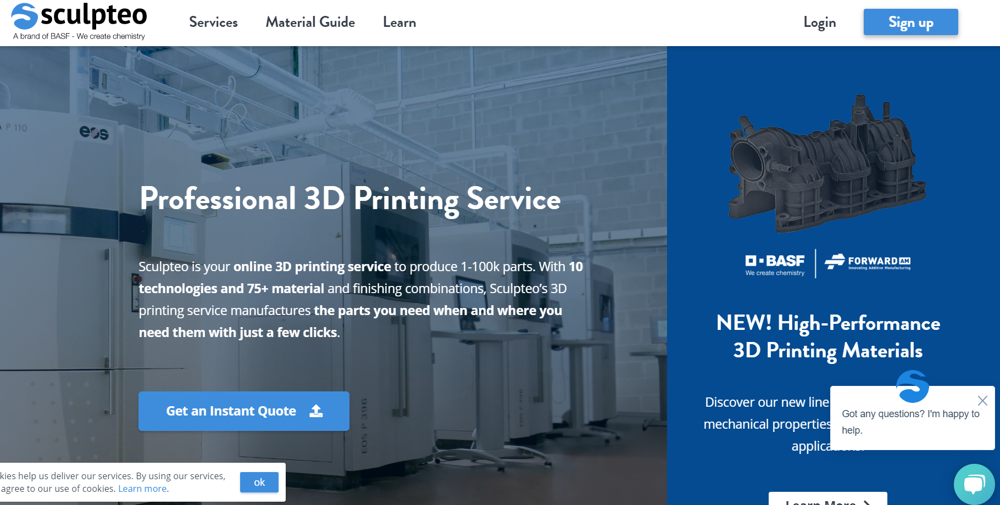 sculpteo
A brand of BASF - We create chemistry
Services
Material Guide
Learn
Login
Sign up
P 110
eos
Professional 3D Printing Service
Sculpteo is your online 3D printing service to produce 1-100k parts. With 10
technologies and 75+ material and finishing combinations, Sculpteo’s 3D
printing service manufactures the parts you need when and where you
need them with just a few clicks.
Get an Instant Quote
EOS P 396
BASF
We create chemistry
FORWARD AM
Innovating Additive Manufacturing
NEW! High-Performance
3D Printing Materials
Discover our new line
mechanical properties
applications.
Got any questions? I'm happy to
help.
kies help us deliver our services. By using our services,
agree to our use of cookies. Learn more.
ok
Learn More